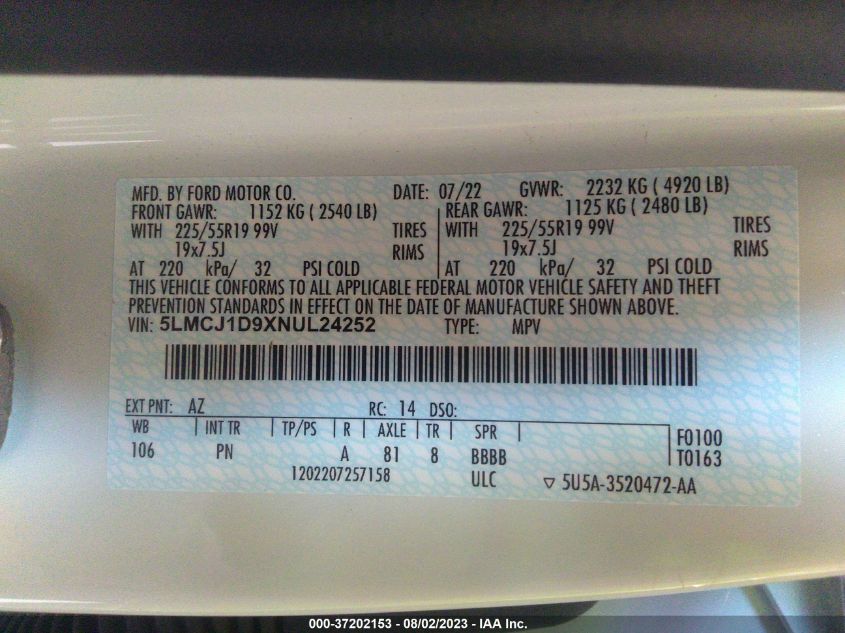 MFD. BY FORD MOTOR CO. DATE: 07/22 GVWR: 2232 KG ( 4920 LB)
FRONT GAWR: 1152 KG ( 2540 LB) REAR GAWR: 1125 KG ( 2480 LB)
WITH 225/55R19 99V TIRES WITH 225/55R19 99V TIRES
19x7.5J RIMS 19x7.5J RIMS
AT 220 kPa/ 32 PSI COLD AT 220 kPa/ 32 PSI COLD
THIS VEHICLE CONFORMS TO ALL APPLICABLE FEDERAL MOTOR VEHICLE SAFETY AND THEFT
PREVENTION STANDARDS IN EFFECT ON THE DATE OF MANUFACTURE SHOWN ABOVE.
VIN: 5LMCJ1D9XNUL24252 TYPE: MPV
EXT PNT: AZ RC: 14 DSO:
WB INT TR TP/PS R AXLE TR SPR F0100
106 PN A 81 8 BBBB T0163
1202207257158 ULC ▽ 5U5A-3520472-AA
000-37202153 - 08/02/2023 - IAA Inc.